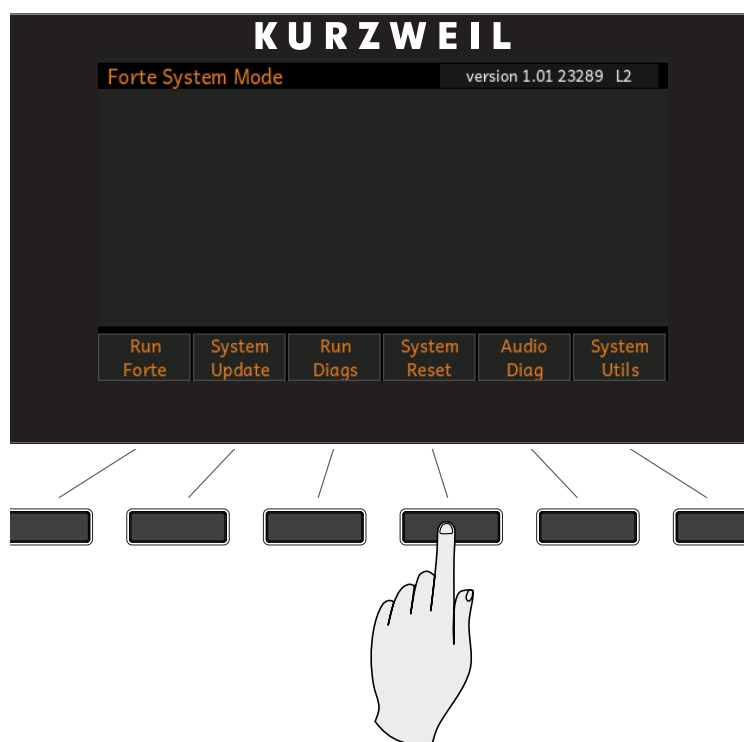 KURZWEIL
Forte System Mode version 1.01 23289 L2
Run System Run System Audio System
Forte Update Diags Reset Diag Utils